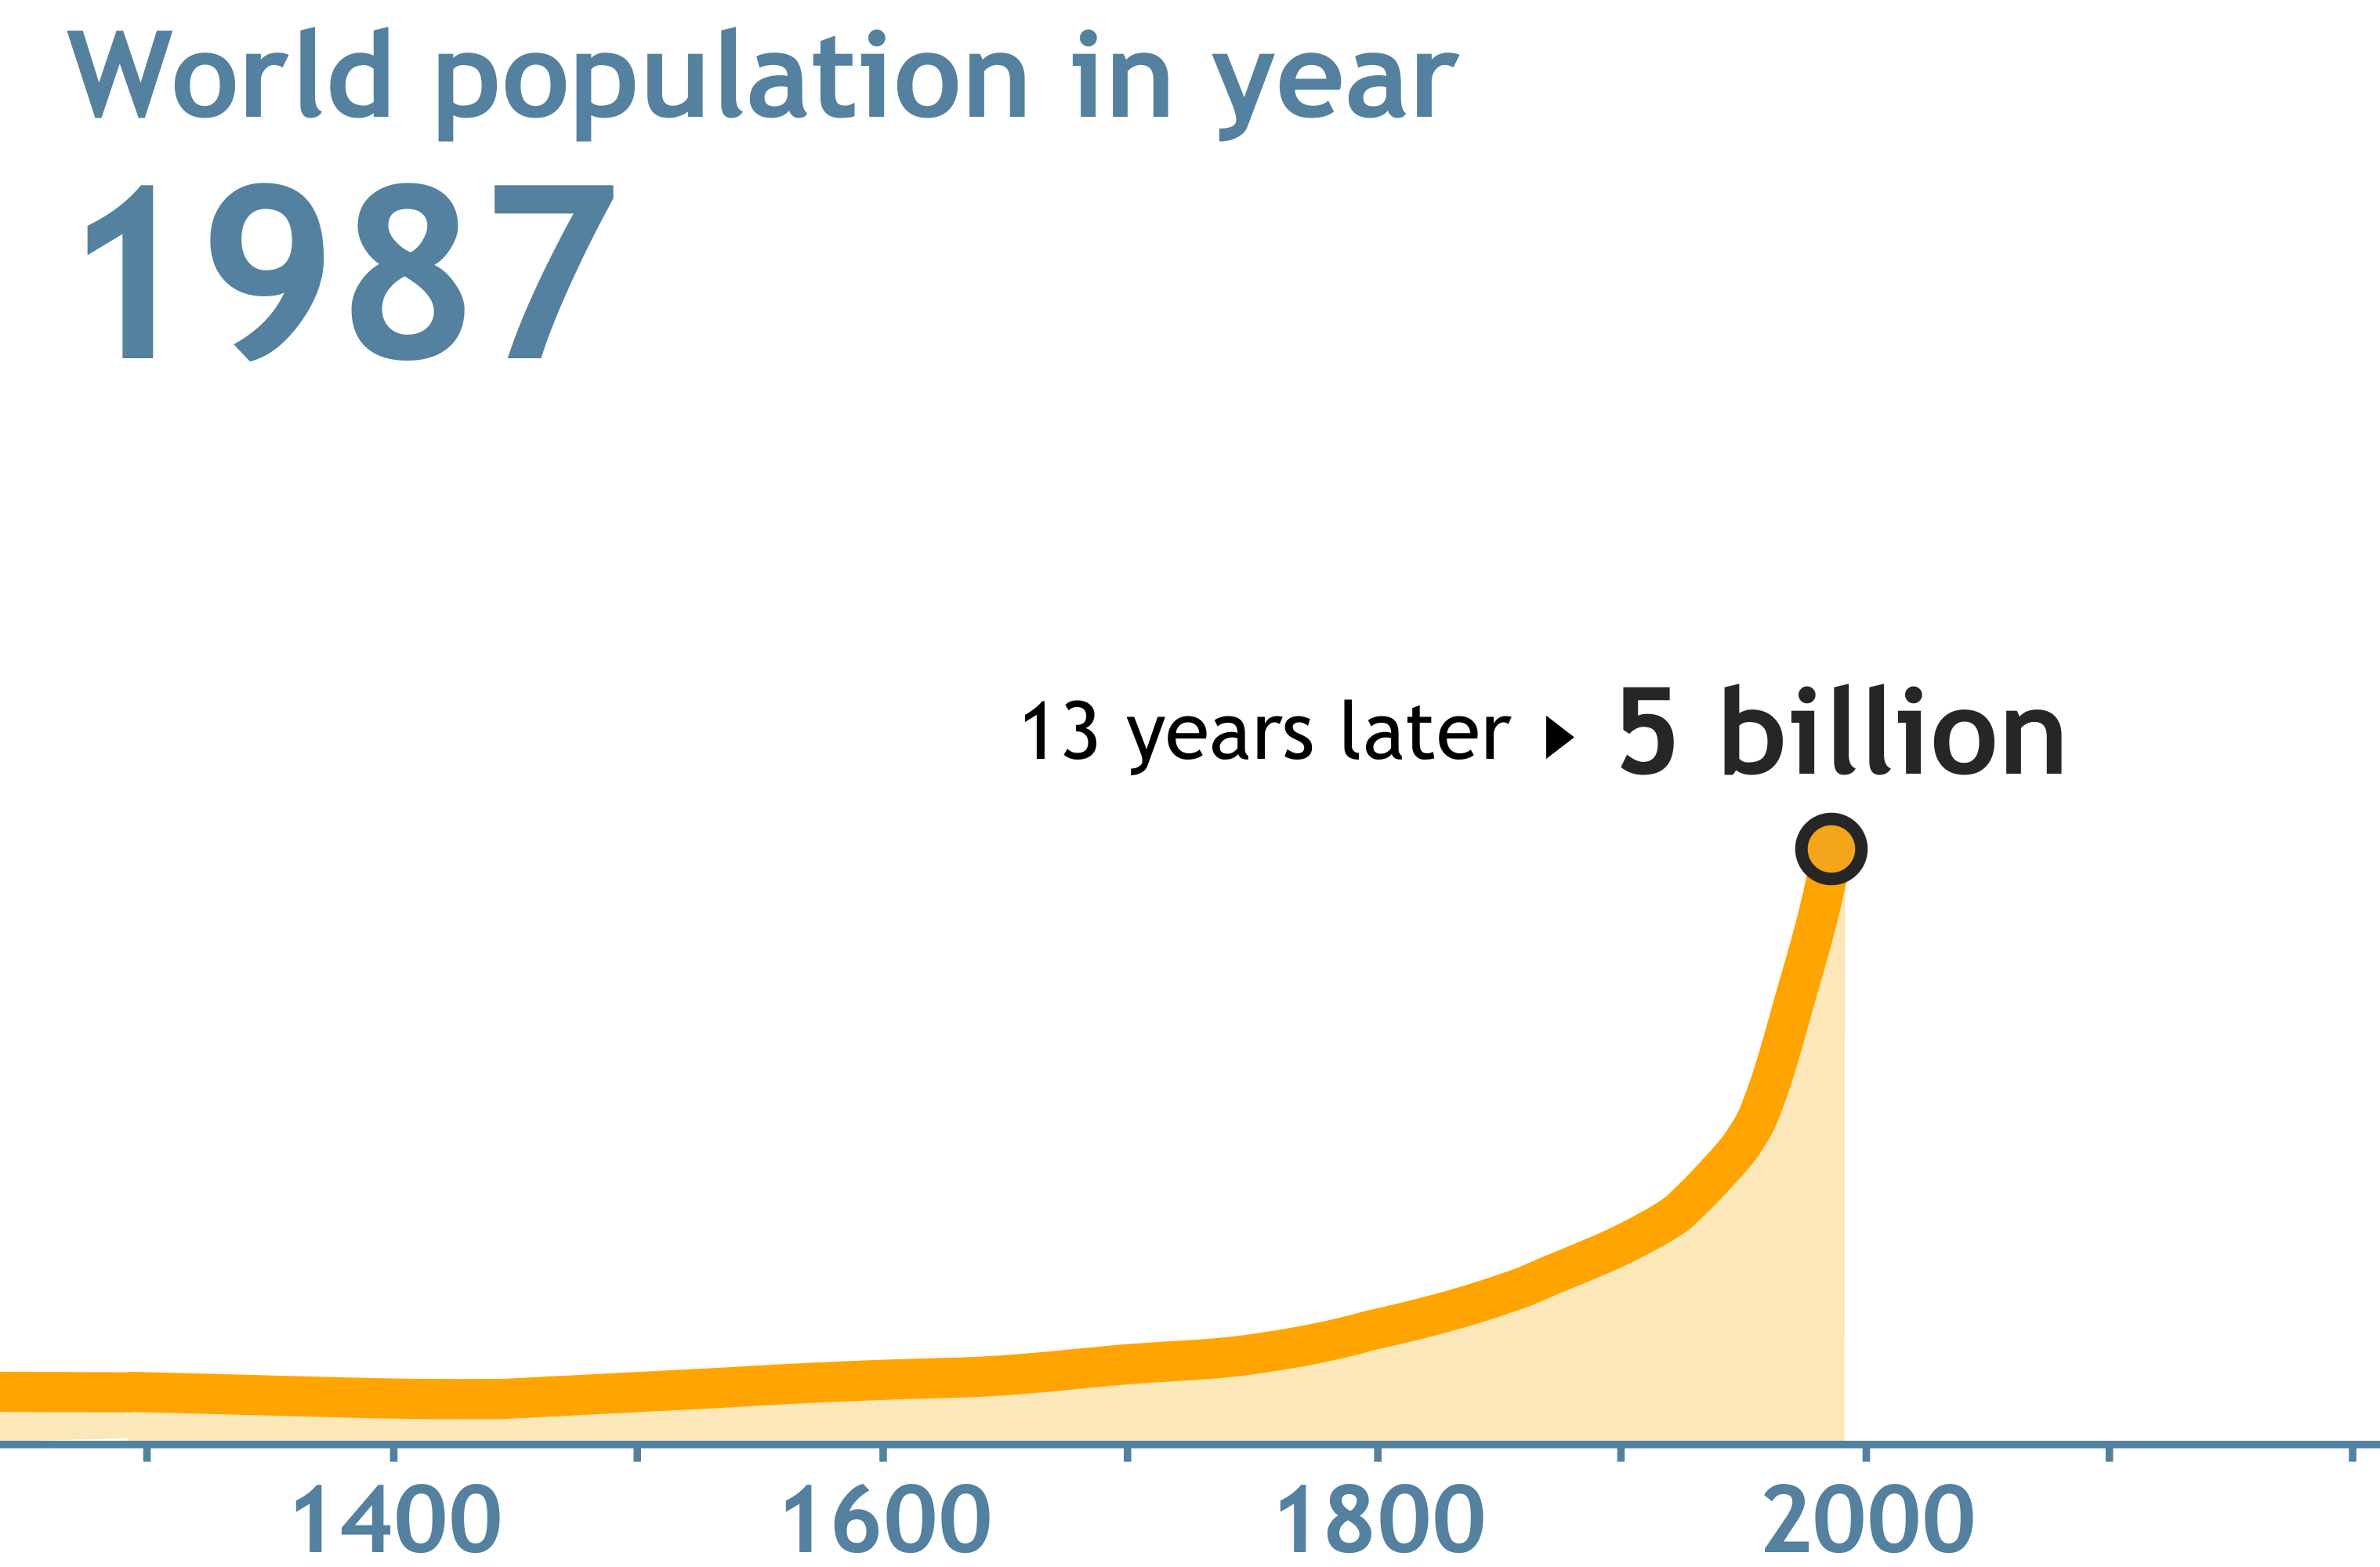 World population in year
1987
13 years later ▶ 5 billion
1400 1600 1800 2000